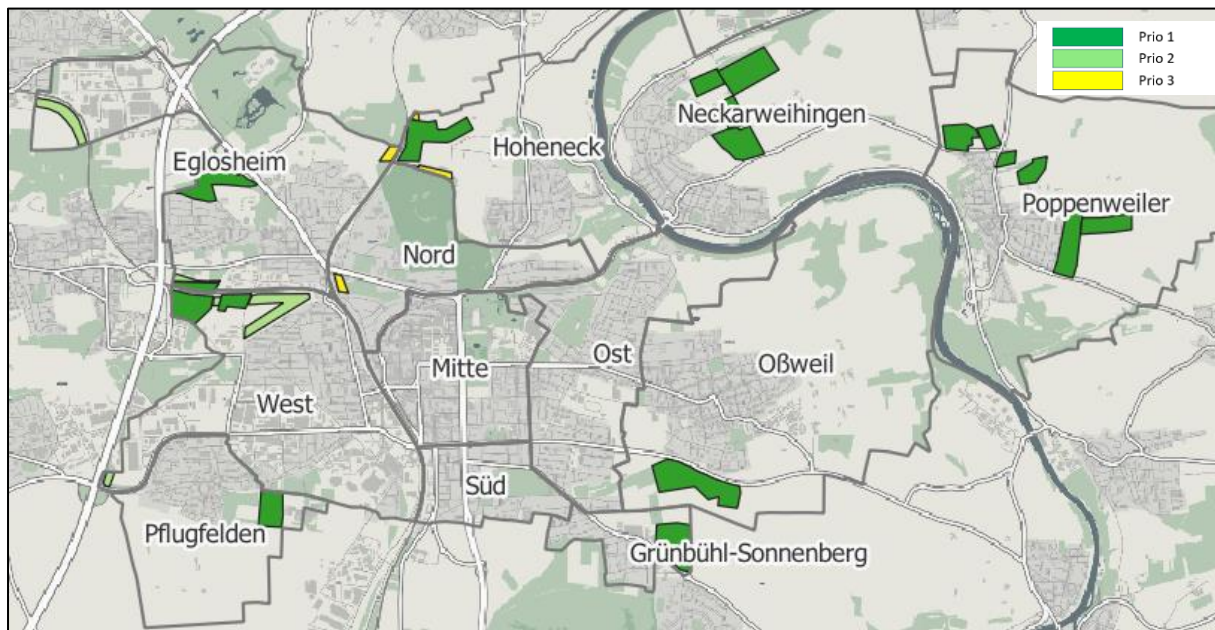 Prio 1
Prio 2
Prio 3
Neckarweihingen
Hoheneck
Eglosheim
Poppenweiler
Nord
Ost
Oßweil
Mitte
West
Süd
Pflugfelden
Grünbühl-Sonnenberg